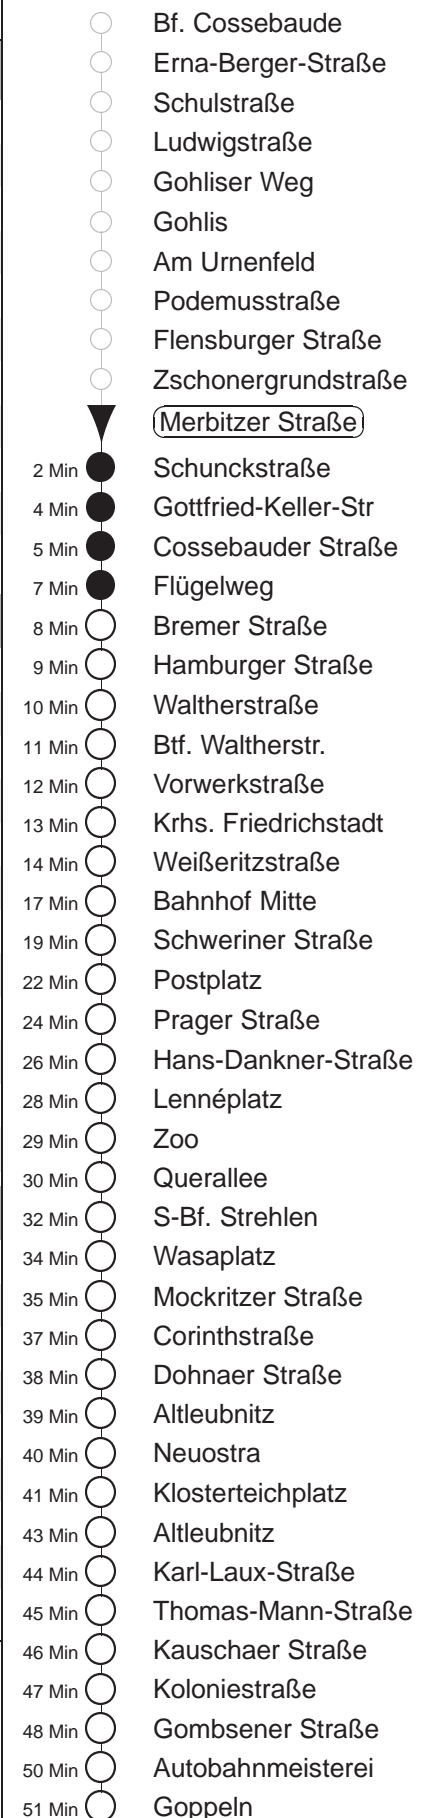 Bf. Cossebaude
Erna-Berger-Straße
Schulstraße
Ludwigstraße
Gohliser Weg
Gohlis
Am Urnenfeld
Podemusstraße
Flensburger Straße
Zschonergrundstraße
Merbitzer Straße
2 Min Schunckstraße
4 Min Gottfried-Keller-Str
5 Min Cossebauder Straße
7 Min Flügelweg
8 Min Bremer Straße
9 Min Hamburger Straße
10 Min Waltherstraße
11 Min Btf. Waltherstr.
12 Min Vorwerkstraße
13 Min Krhs. Friedrichstadt
14 Min Weißeritzstraße
17 Min Bahnhof Mitte
19 Min Schweriner Straße
22 Min Postplatz
24 Min Prager Straße
26 Min Hans-Dankner-Straße
28 Min Lennéplatz
29 Min Zoo
30 Min Querallee
32 Min S-Bf. Strehlen
34 Min Wasaplatz
35 Min Mockritzer Straße
37 Min Corinthstraße
38 Min Dohnaer Straße
39 Min Altleubnitz
40 Min Neuostra
41 Min Klosterteichplatz
43 Min Altleubnitz
44 Min Karl-Laux-Straße
45 Min Thomas-Mann-Straße
46 Min Kauschaer Straße
47 Min Koloniestraße
48 Min Gombsener Straße
50 Min Autobahnmeisterei
51 Min Goppeln